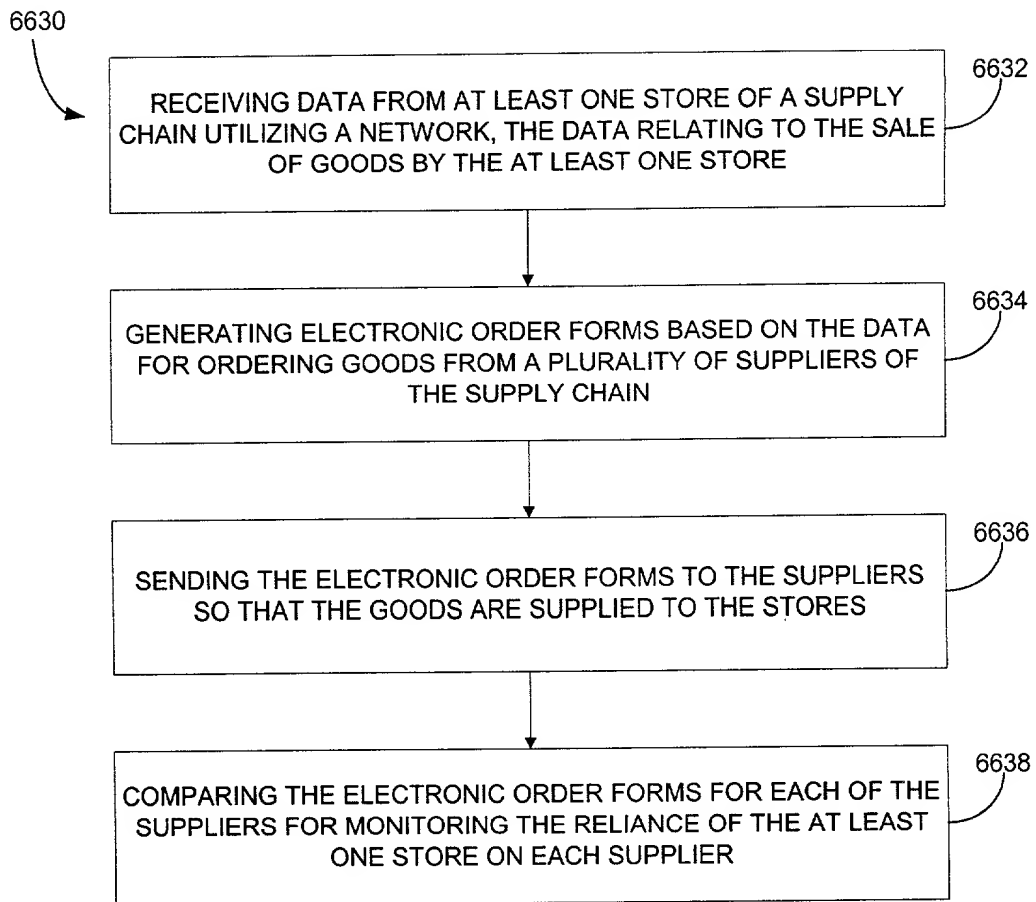 6630
RECEIVING DATA FROM AT LEAST ONE STORE OF A SUPPLY
CHAIN UTILIZING A NETWORK, THE DATA RELATING TO THE SALE
OF GOODS BY THE AT LEAST ONE STORE
6632
GENERATING ELECTRONIC ORDER FORMS BASED ON THE DATA
FOR ORDERING GOODS FROM A PLURALITY OF SUPPLIERS OF
THE SUPPLY CHAIN
6634
SENDING THE ELECTRONIC ORDER FORMS TO THE SUPPLIERS
SO THAT THE GOODS ARE SUPPLIED TO THE STORES
6636
COMPARING THE ELECTRONIC ORDER FORMS FOR EACH OF THE
SUPPLIERS FOR MONITORING THE RELIANCE OF THE AT LEAST
ONE STORE ON EACH SUPPLIER
6638